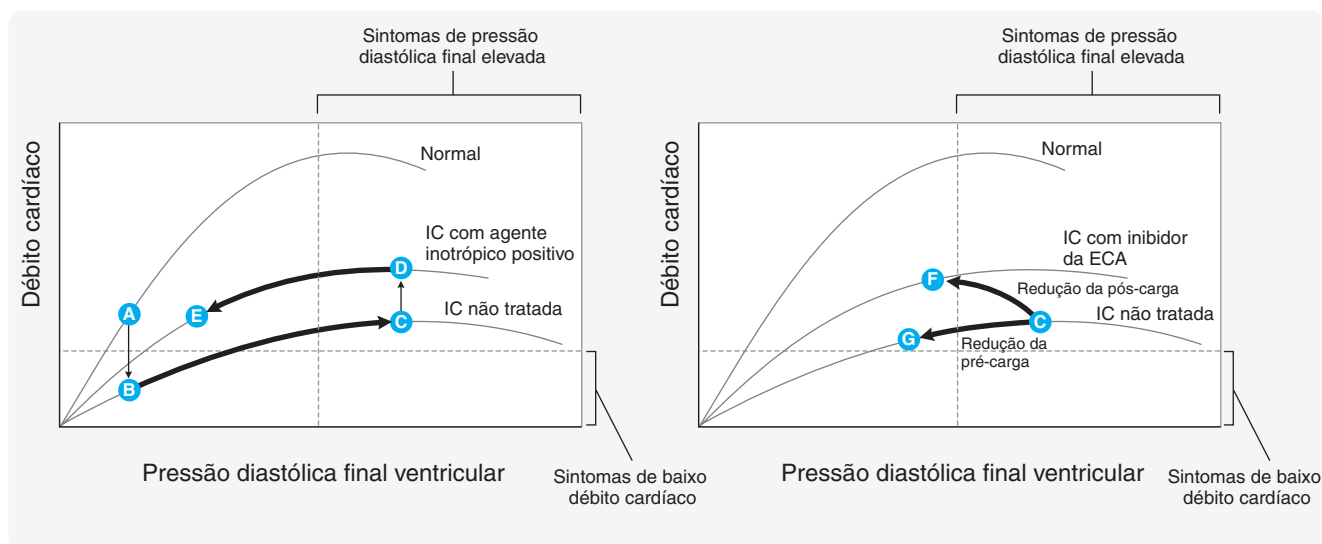 Sintomas de pressão
diastólica final elevada
Débito cardíaco
Normal
IC com agente
inotrópico positivo
D
A
E
IC não tratada
C
B
Pressão diastólica final ventricular
Sintomas de baixo
débito cardíaco
Sintomas de pressão
diastólica final elevada
Débito cardíaco
Normal
IC com inibidor
da ECA
F
Redução da pós-carga
IC não tratada
C
G
Redução da
pré-carga
Pressão diastólica final ventricular
Sintomas de baixo
débito cardíaco